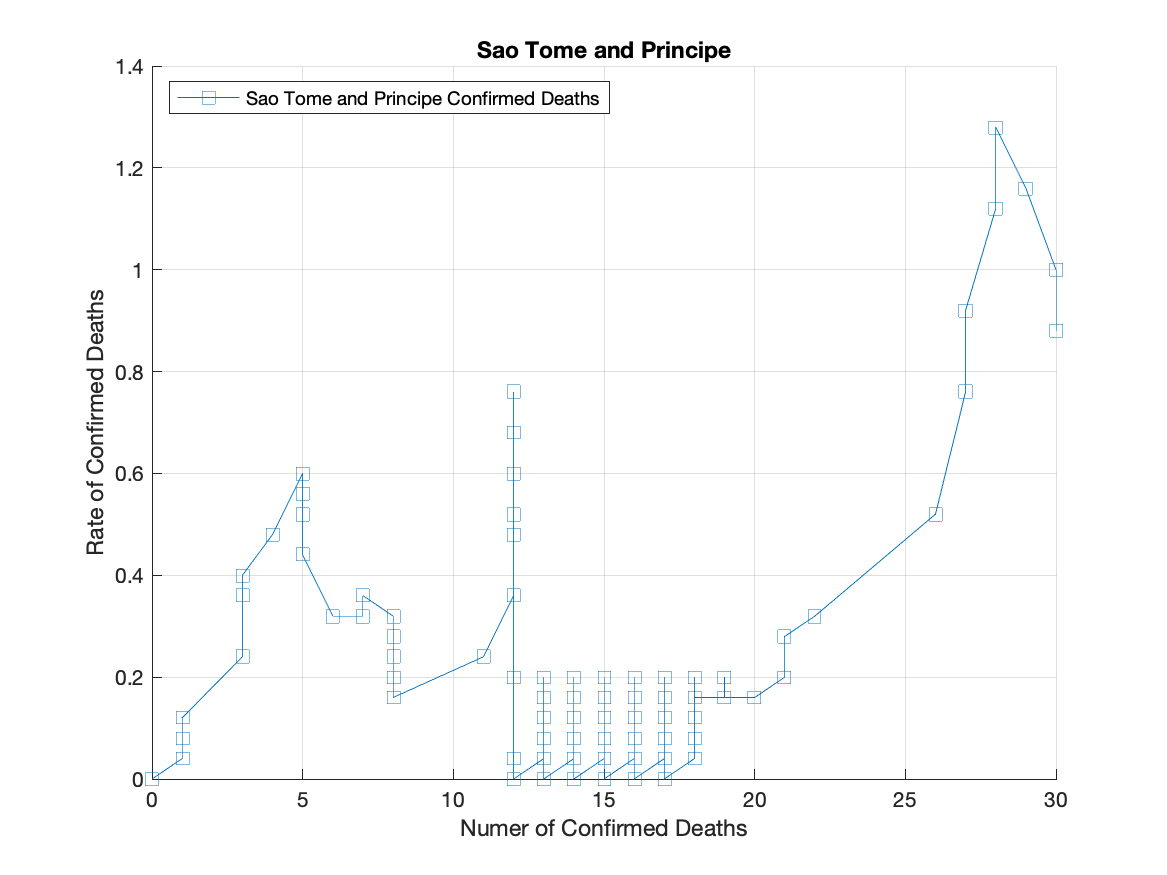 Sao Tome and Principe
1.4
Sao Tome and Principe Confirmed Deaths
1.2
1
0.8
0.6
0.4
0.2
0
Rate of Confirmed Deaths
0 5 10 15 20 25 30
Numer of Confirmed Deaths